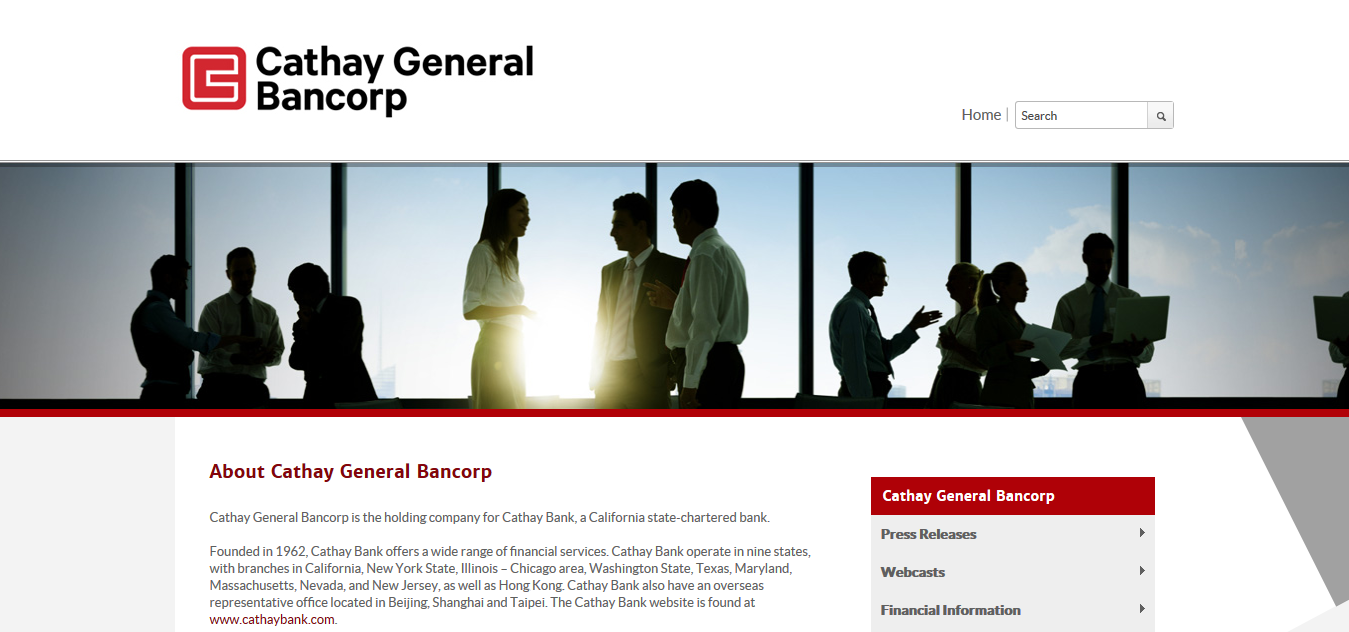 Cathay General
Bancorp
Home
Search
About Cathay General Bancorp
Cathay General Bancorp is the holding company for Cathay Bank, a California state-chartered bank.
Founded in 1962, Cathay Bank offers a wide range of financial services. Cathay Bank operate in nine states,
with branches in California, New York State, Illinois – Chicago area, Washington State, Texas, Maryland,
Massachusetts, Nevada, and New Jersey, as well as Hong Kong. Cathay Bank also have an overseas
representative office located in Beijing, Shanghai and Taipei. The Cathay Bank website is found at
www.cathaybank.com.
Cathay General Bancorp
Press Releases
Webcasts
Financial Information